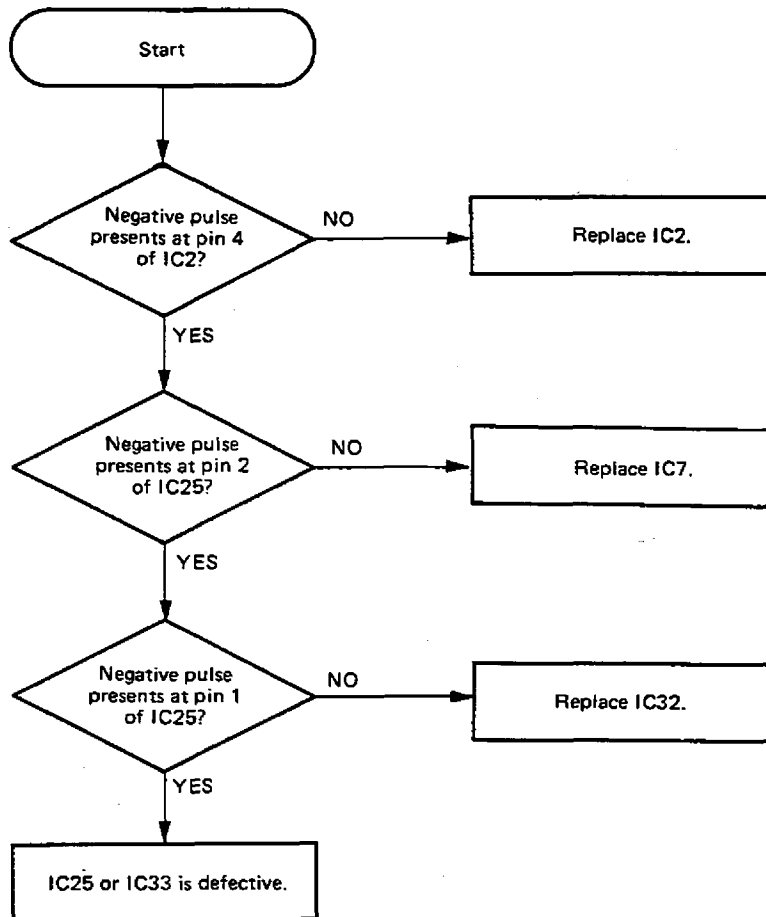 Start
Negative pulse
presents at pin 4
of IC2?
NO
Replace IC2.
YES
Negative pulse
presents at pin 2
of IC25?
NO
Replace IC7.
YES
Negative pulse
presents at pin 1
of IC25?
NO
Replace IC32.
YES
IC25 or IC33 is defective.